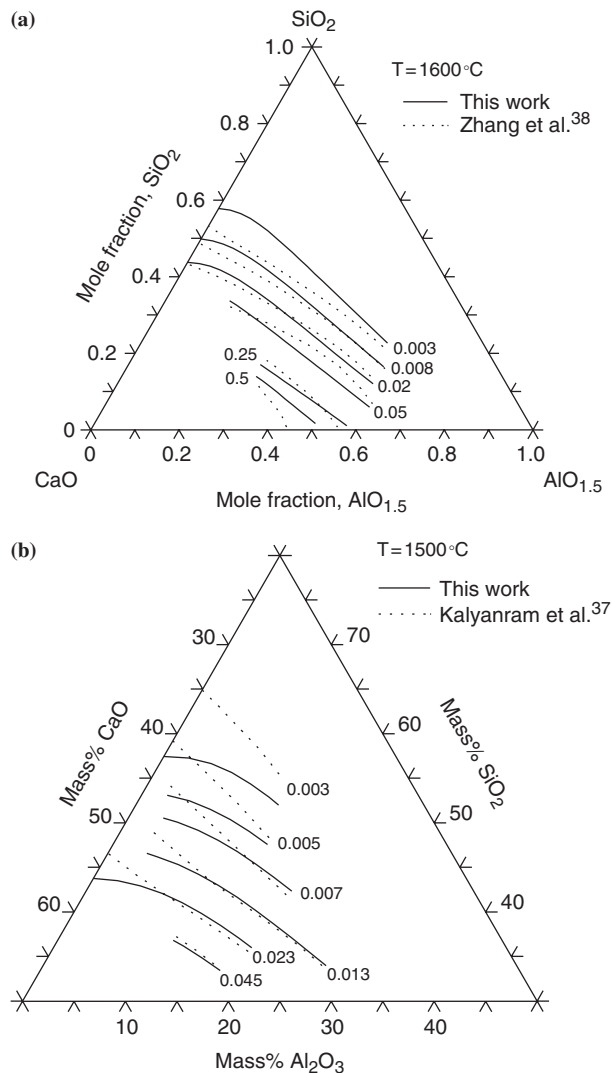 (a)
SiO2
1.0
T=1600°C
This work
Zhang et al.38
0.8
0.6
0.4
0.2
0
Mole fraction, SiO2
0.003
0.008
0.02
0.05
0.25
0.5
0
0.2
0.4
0.6
0.8
1.0
CaO
AlO1.5
Mole fraction, AlO1.5
(b)
T=1500°C
This work
Kalyanram et al.37
30
40
50
60
Mass% CaO
70
60
50
40
Mass% SiO2
0.003
0.005
0.007
0.023
0.013
0.045
10
20
30
40
Mass% Al2O3